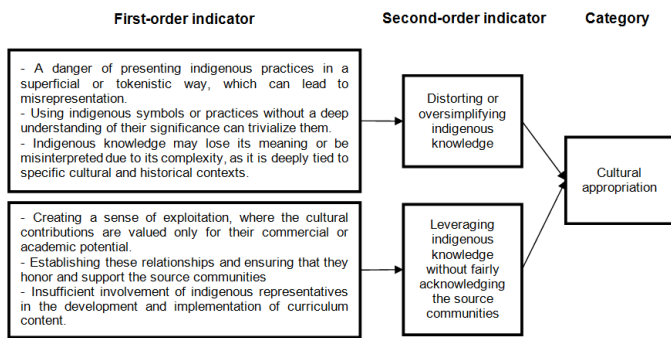 First-order indicator
Second-order indicator
Category
- A danger of presenting indigenous practices in a
superficial or tokenistic way, which can lead to
misrepresentation.
- Using indigenous symbols or practices without a deep
understanding of their significance can trivialize them.
- Indigenous knowledge may lose its meaning or be
misinterpreted due to its complexity, as it is deeply tied to
specific cultural and historical contexts.
Distorting or
oversimplifying
indigenous
knowledge
Cultural
appropriation
- Creating a sense of exploitation, where the cultural
contributions are valued only for their commercial or
academic potential.
- Establishing these relationships and ensuring that they
honor and support the source communities
- Insufficient involvement of indigenous representatives
in the development and implementation of curriculum
content.
Leveraging
indigenous
knowledge
without fairly
acknowledging
the source
communities